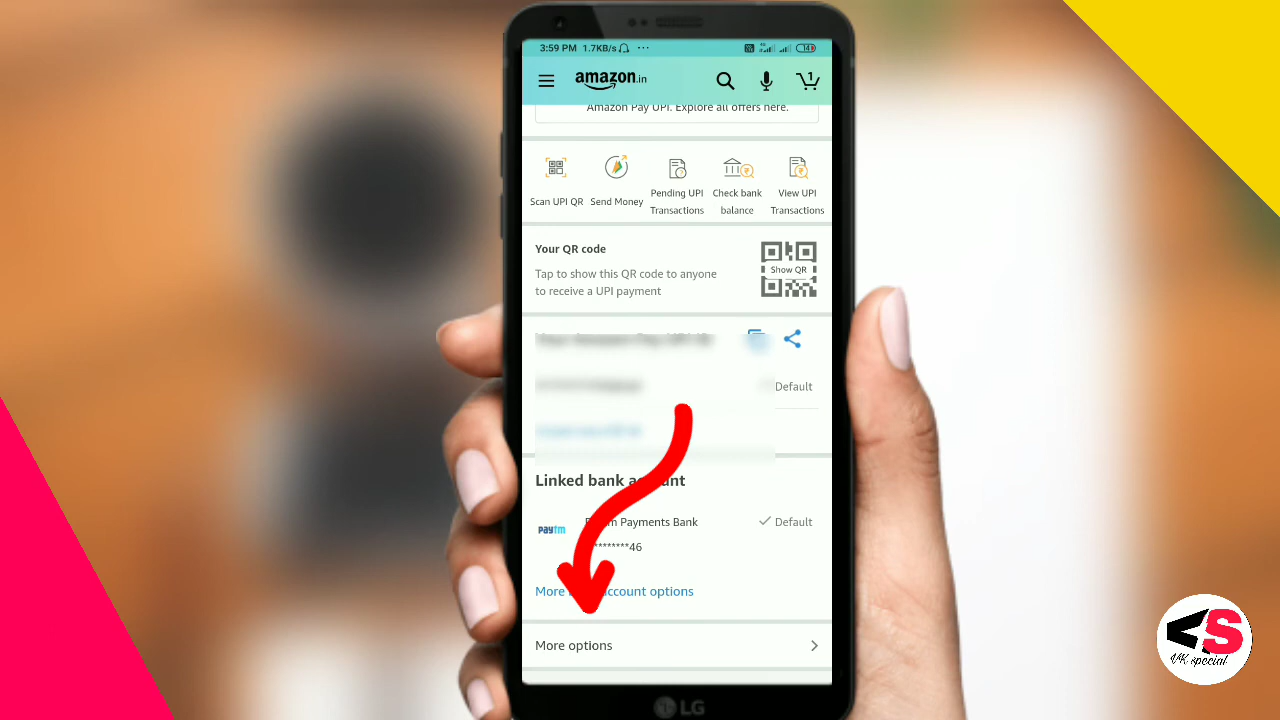 3:59 PM 1.7KB/s ...
14
amazon.in
1
Amazon Pay UPI. Explore all offers here.
Scan UPI QR
Send Money
Pending UPI
Transactions
Check bank
balance
View UPI
Transactions
Your QR code
Tap to show this QR code to anyone
to receive a UPI payment
Show QR
Default
Linked bank account
paytm
Payments Bank
Default
********46
More account options
More options
LG
VS
VK special